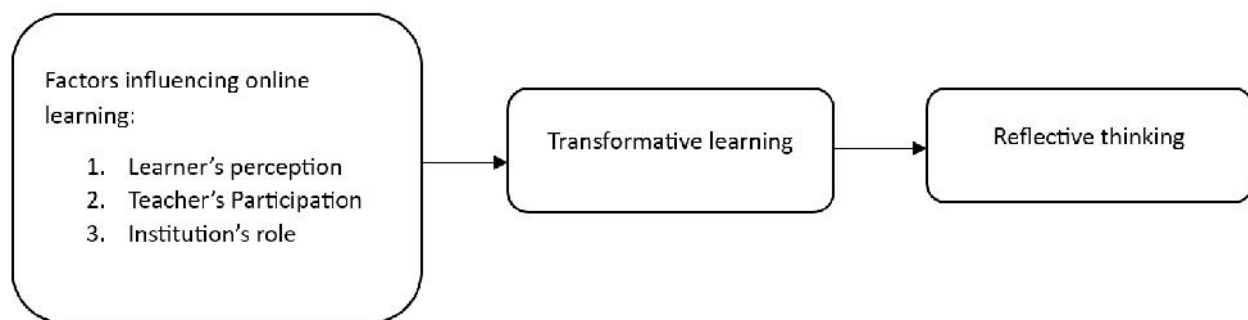 Factors influencing online
learning:
1. Learner’s perception
2. Teacher’s Participation
3. Institution’s role
Transformative learning
Reflective thinking